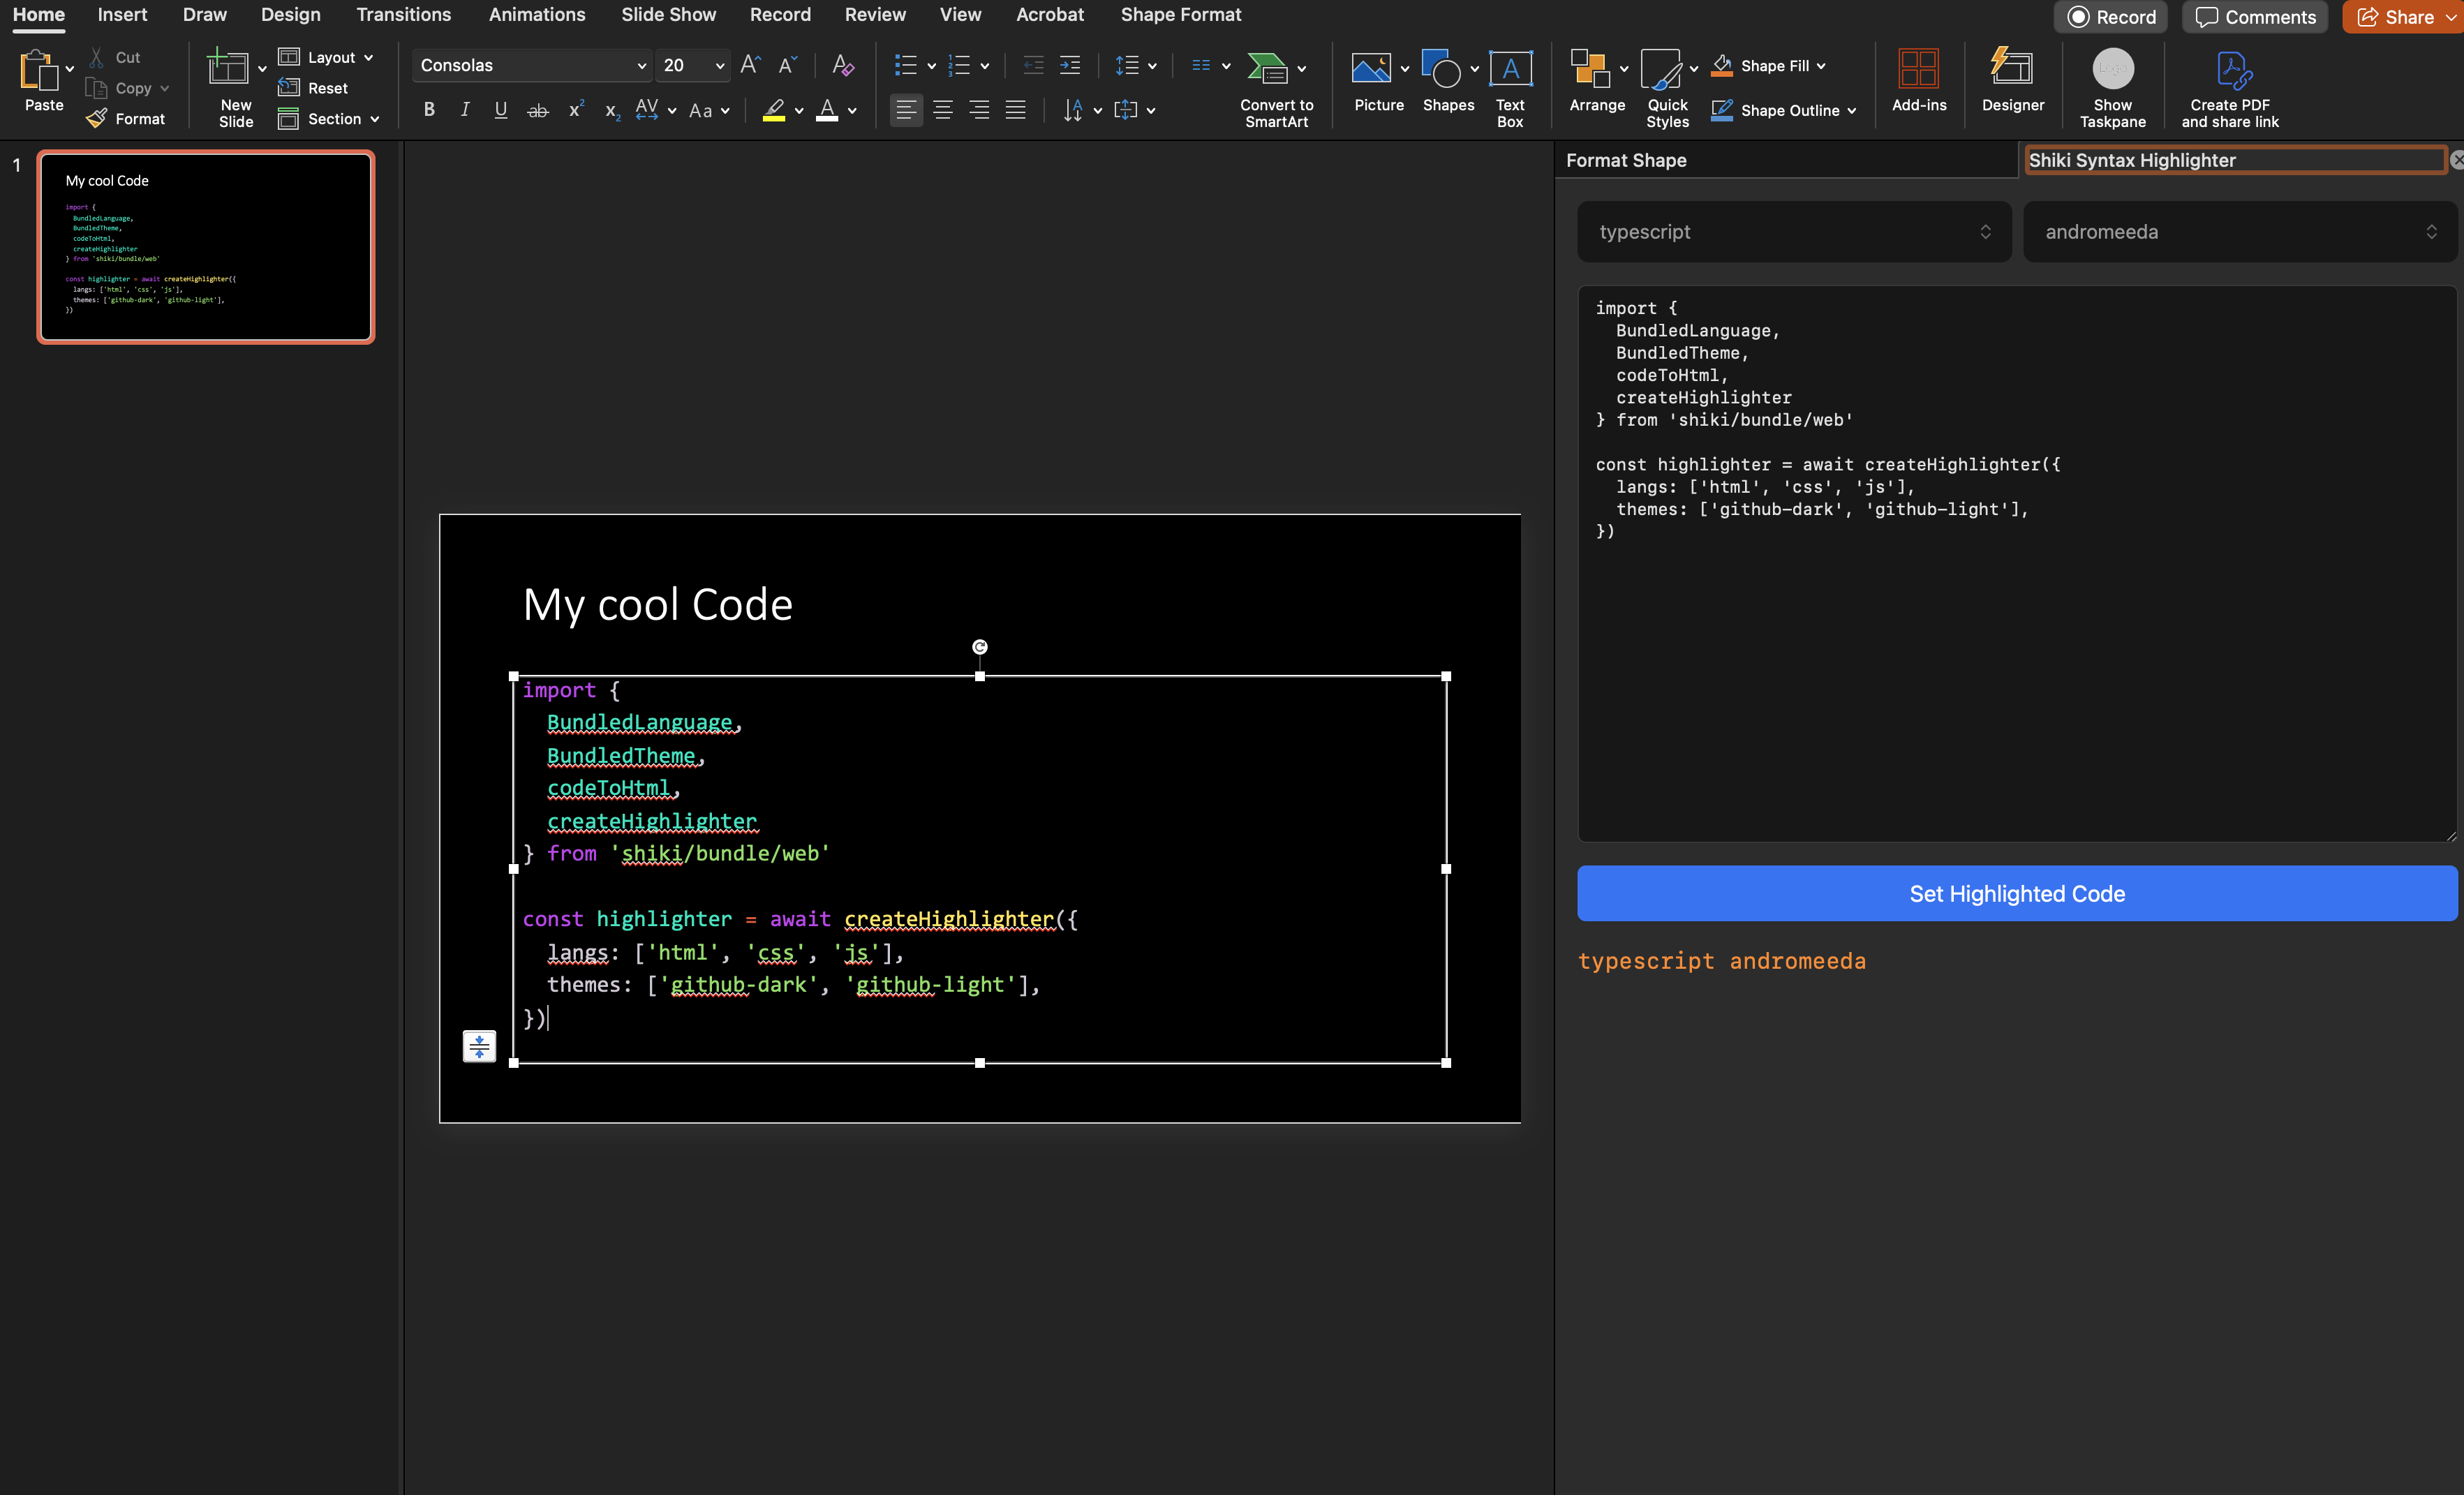 Home Insert Draw Design Transitions Animations Slide Show Record Review View Acrobat Shape Format
Record Comments Share
Paste
Cut
Copy
Format
New
Slide
Layout
Reset
Section
Consolas 20
Convert to
SmartArt
Picture
Shapes
Text
Box
Arrange
Quick
Styles
Shape Fill
Shape Outline
Add-ins
Designer
Show
Taskpane
Create PDF
and share link
1
My cool Code
import {
  BundledLanguage,
  BundledTheme,
  codeToHtml,
  createHighlighter
} from 'shiki/bundle/web'
const highlighter = await createHighlighter({
  langs: ['html', 'css', 'js'],
  themes: ['github-dark', 'github-light'],
})
My cool Code
import {
  BundledLanguage,
  BundledTheme,
  codeToHtml,
  createHighlighter
} from 'shiki/bundle/web'
const highlighter = await createHighlighter({
  langs: ['html', 'css', 'js'],
  themes: ['github-dark', 'github-light'],
})
Format Shape
Shiki Syntax Highlighter
typescript
andromeeda
import {
  BundledLanguage,
  BundledTheme,
  codeToHtml,
  createHighlighter
} from 'shiki/bundle/web'
const highlighter = await createHighlighter({
  langs: ['html', 'css', 'js'],
  themes: ['github-dark', 'github-light'],
})
Set Highlighted Code
typescript andromeeda